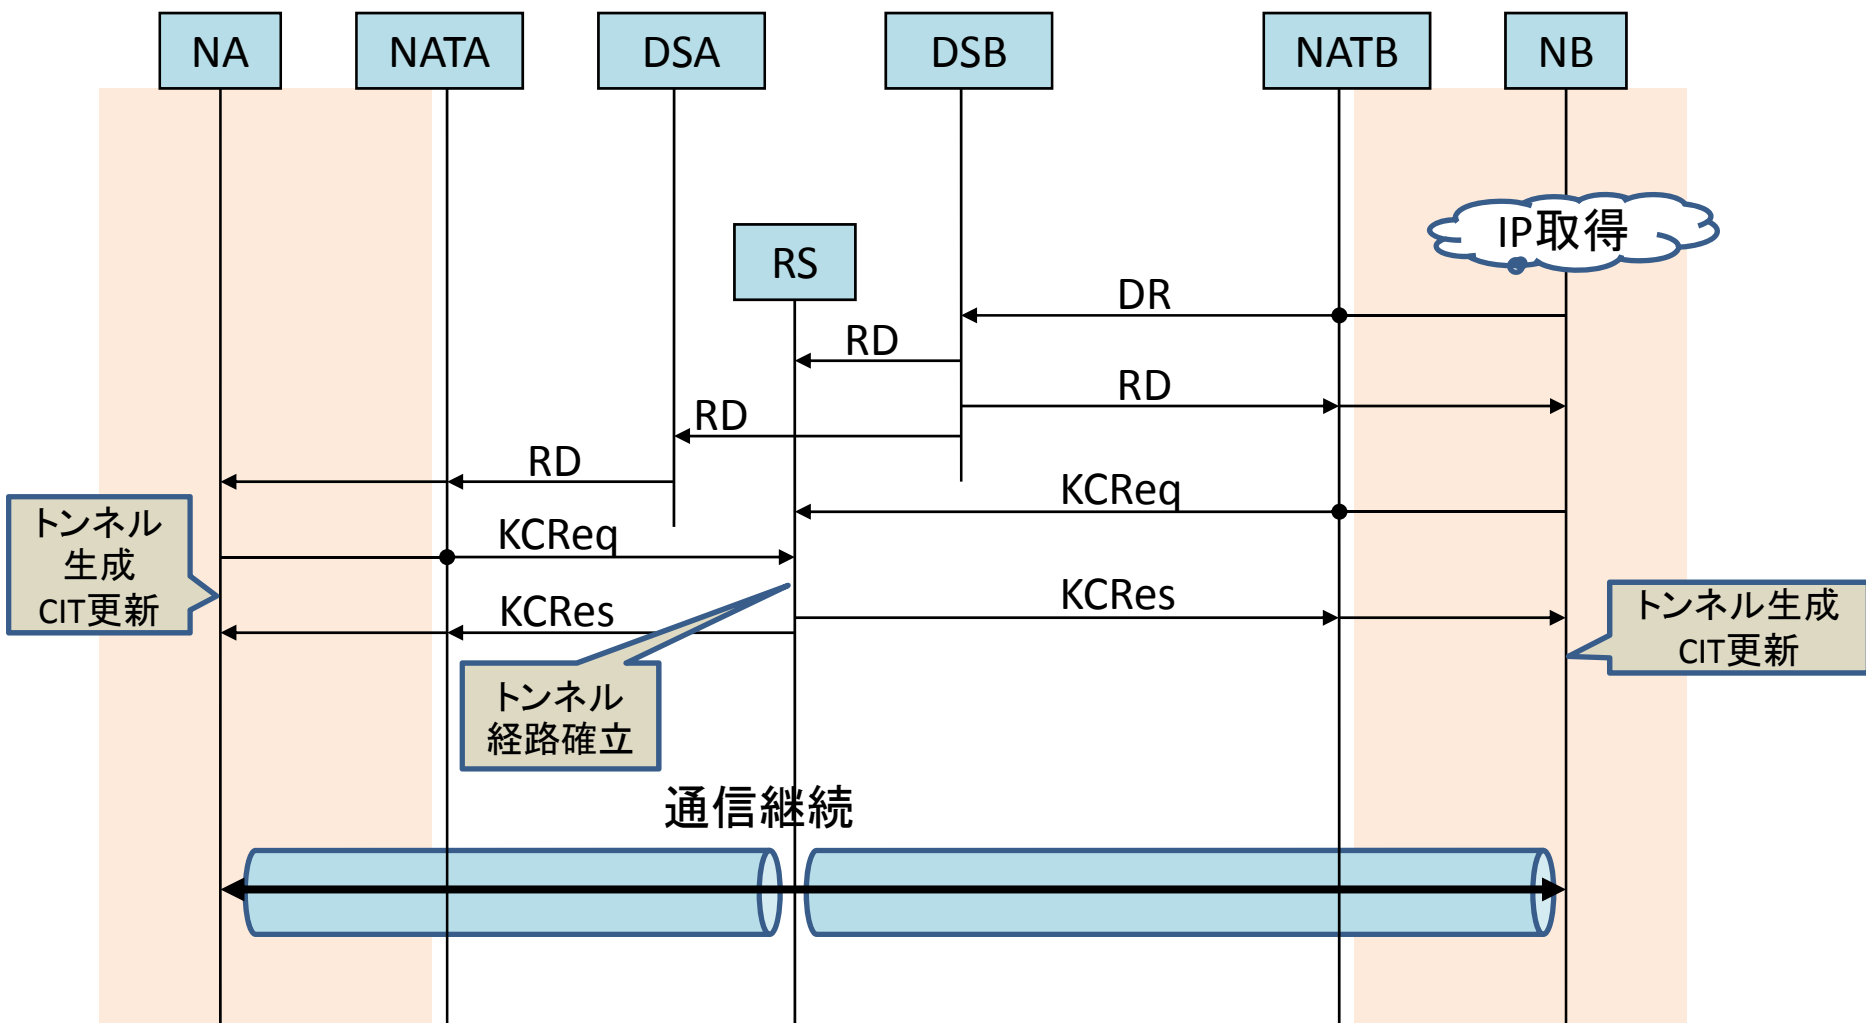 NA
NATA
DSA
DSB
NATB
NB
IP取得
RS
DR
RD
RD
RD
RD
KCReq
トンネル
生成
CIT更新
KCReq
KCRes
KCRes
トンネル生成
CIT更新
トンネル
経路確立
通信継続